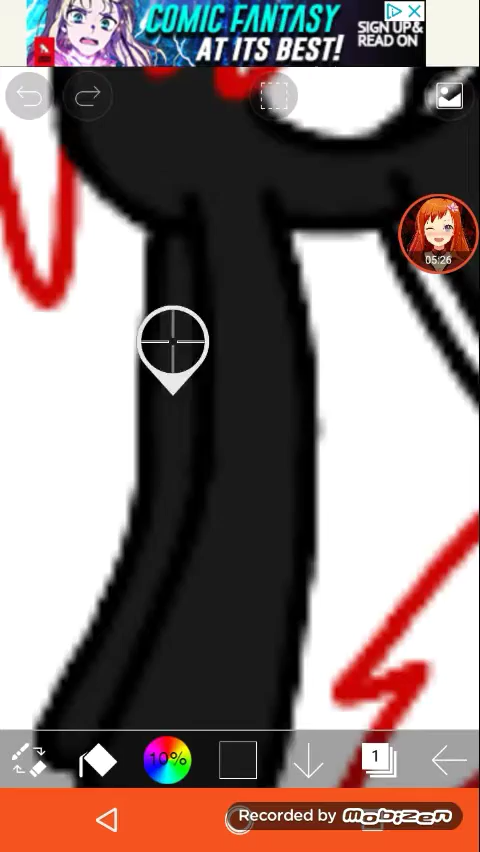 COMIC FANTASY
AT ITS BEST!
SIGN UP &
READ ON
05:26
10%
1
Recorded by Mobizen